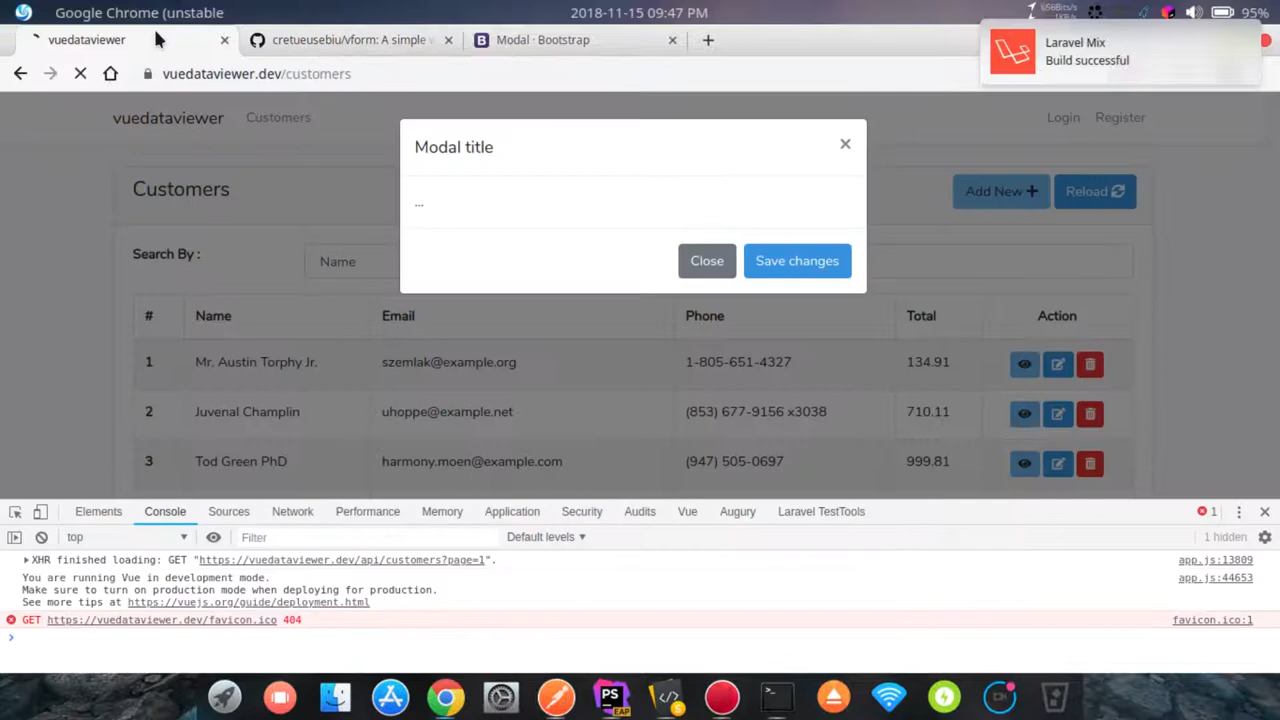 Google Chrome (unstable
2018-11-15 09:47 PM
95%
vuedataviewer
cretueusebiu/vform: A simple
Modal · Bootstrap
Laravel Mix
Build successful
vuedataviewer.dev/customers
vuedataviewer
Customers
Login
Register
Modal title
...
Close
Save changes
Customers
Add New
Reload
Search By :
Name
# Name Email Phone Total Action
1 Mr. Austin Torphy Jr. szemlak@example.org 1-805-651-4327 134.91
2 Juvenal Champlin uhoppe@example.net (853) 677-9156 x3038 710.11
3 Tod Green PhD harmony.moen@example.com (947) 505-0697 999.81
Elements Console Sources Network Performance Memory Application Security Audits Vue Augury Laravel TestTools 1
top Filter Default levels 1 hidden
XHR finished loading: GET "https://vuedataviewer.dev/api/customers?page=1". app.js:13809
You are running Vue in development mode. app.js:44653
Make sure to turn on production mode when deploying for production.
See more tips at https://vuejs.org/guide/deployment.html
GET https://vuedataviewer.dev/favicon.ico 404 favicon.ico:1
PS
EAP